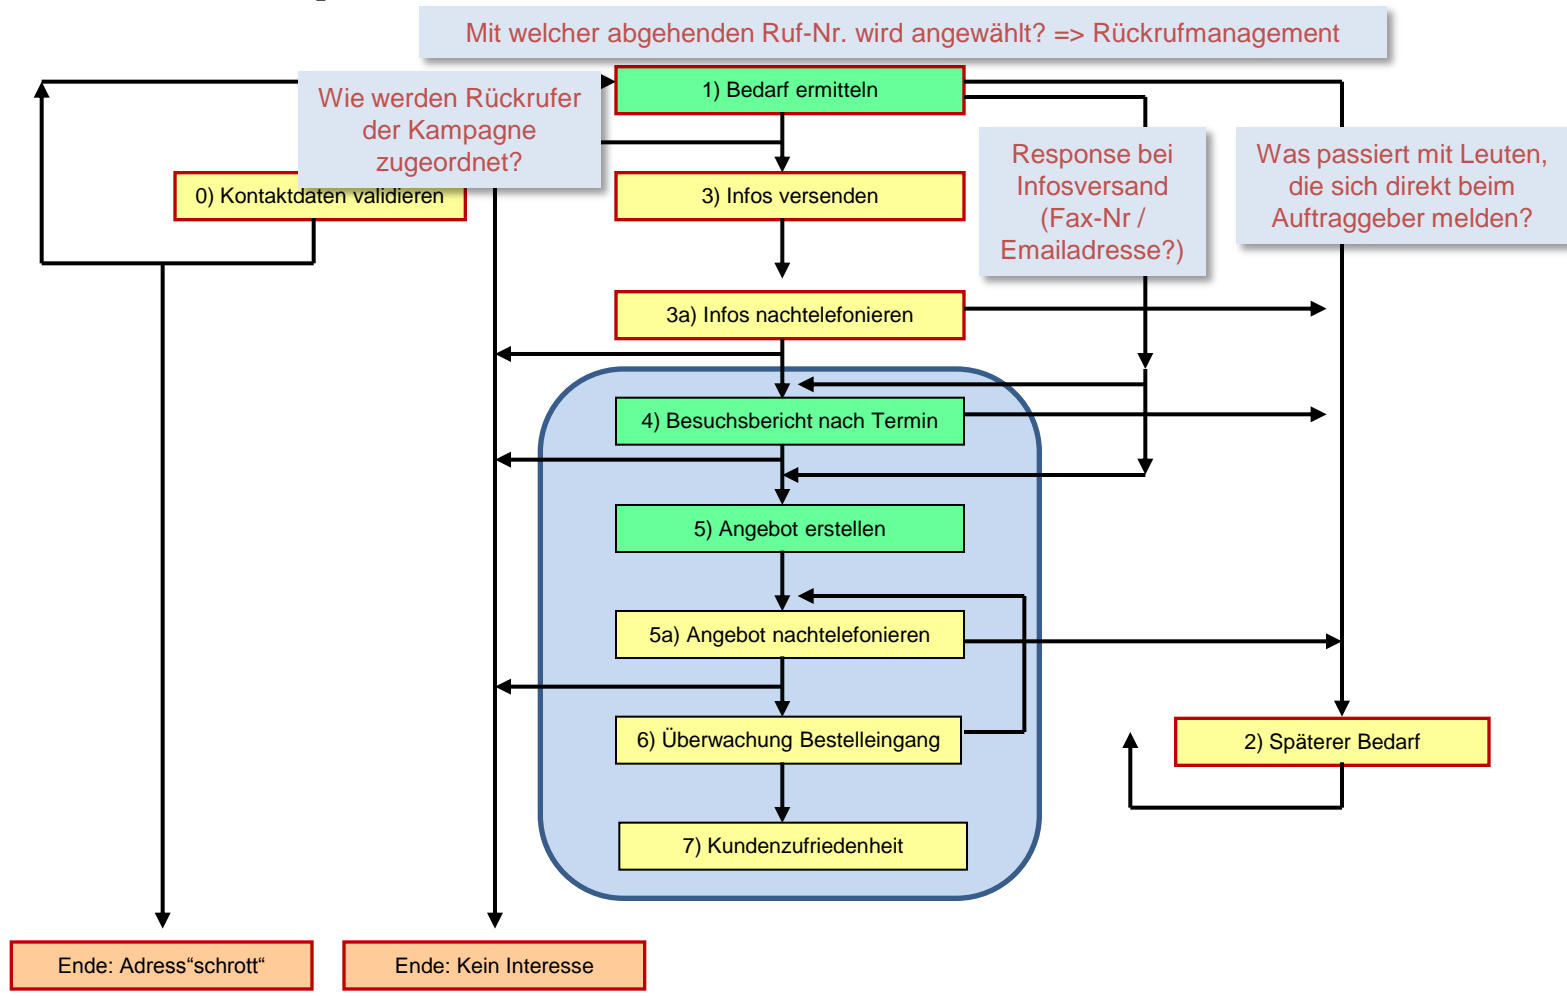 Mit welcher abgehenden Ruf-Nr. wird angewählt? => Rückrufmanagement
1) Bedarf ermitteln
Wie werden Rückrufer
der Kampagne
zugeordnet?
Response bei
Infosversand
(Fax-Nr /
Emailadresse?)
Was passiert mit Leuten,
die sich direkt beim
Auftraggeber melden?
0) Kontaktdaten validieren
3) Infos versenden
3a) Infos nachtelefonieren
4) Besuchsbericht nach Termin
5) Angebot erstellen
5a) Angebot nachtelefonieren
6) Überwachung Bestelleingang
2) Späterer Bedarf
7) Kundenzufriedenheit
Ende: Adress“schrott“
Ende: Kein Interesse